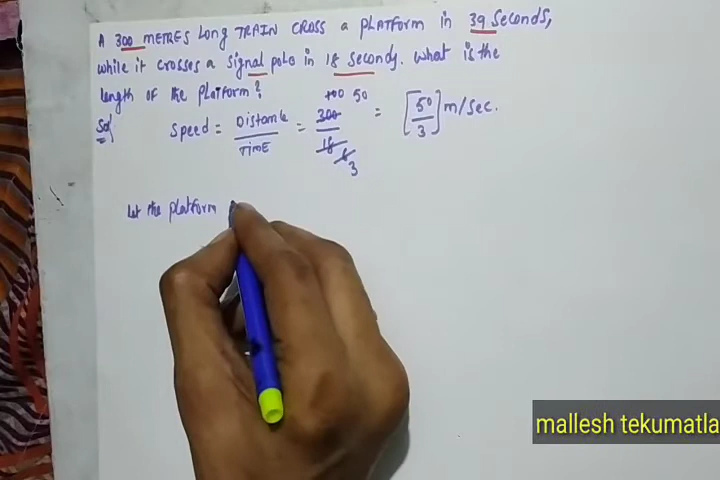 A 300 METRES Long TRAIN CROSS a PLATFORM in 39 Seconds,
while it crosses a signal pole in 18 seconds. what is the
length of the Platform?
100 50
Sol Speed = Distance / TIME = 300 / 18 = [50/3] m/sec.
6
3
let the platform
mallesh tekumatla